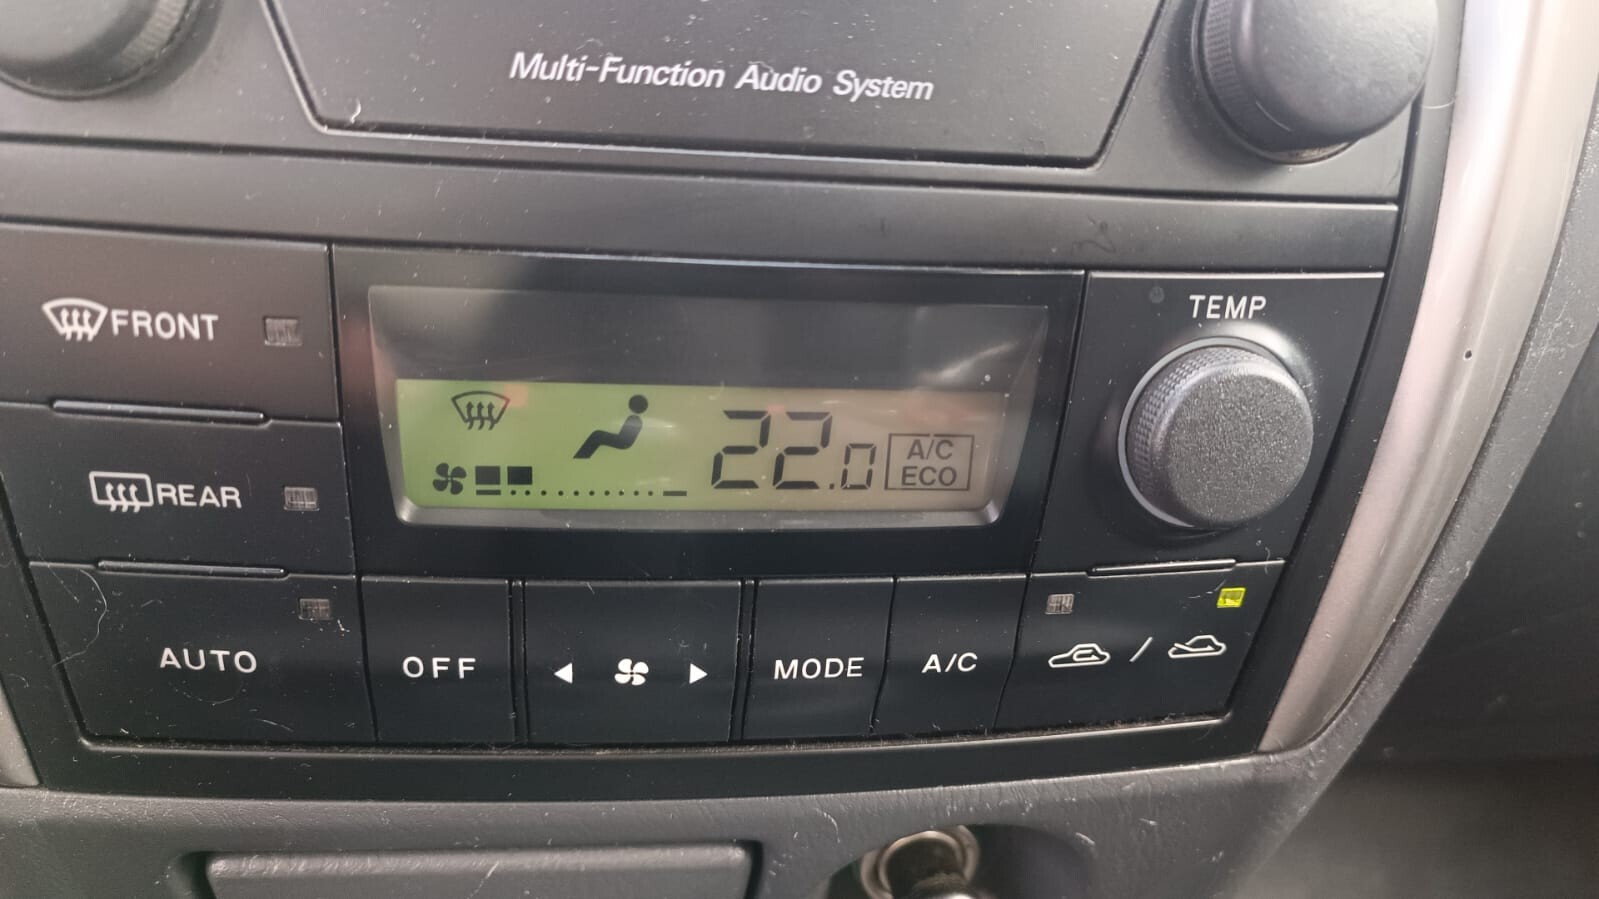 Multi-Function Audio System
TEMP
FRONT
22.0
A/C
ECO
REAR
AUTO
OFF
MODE
A/C
/